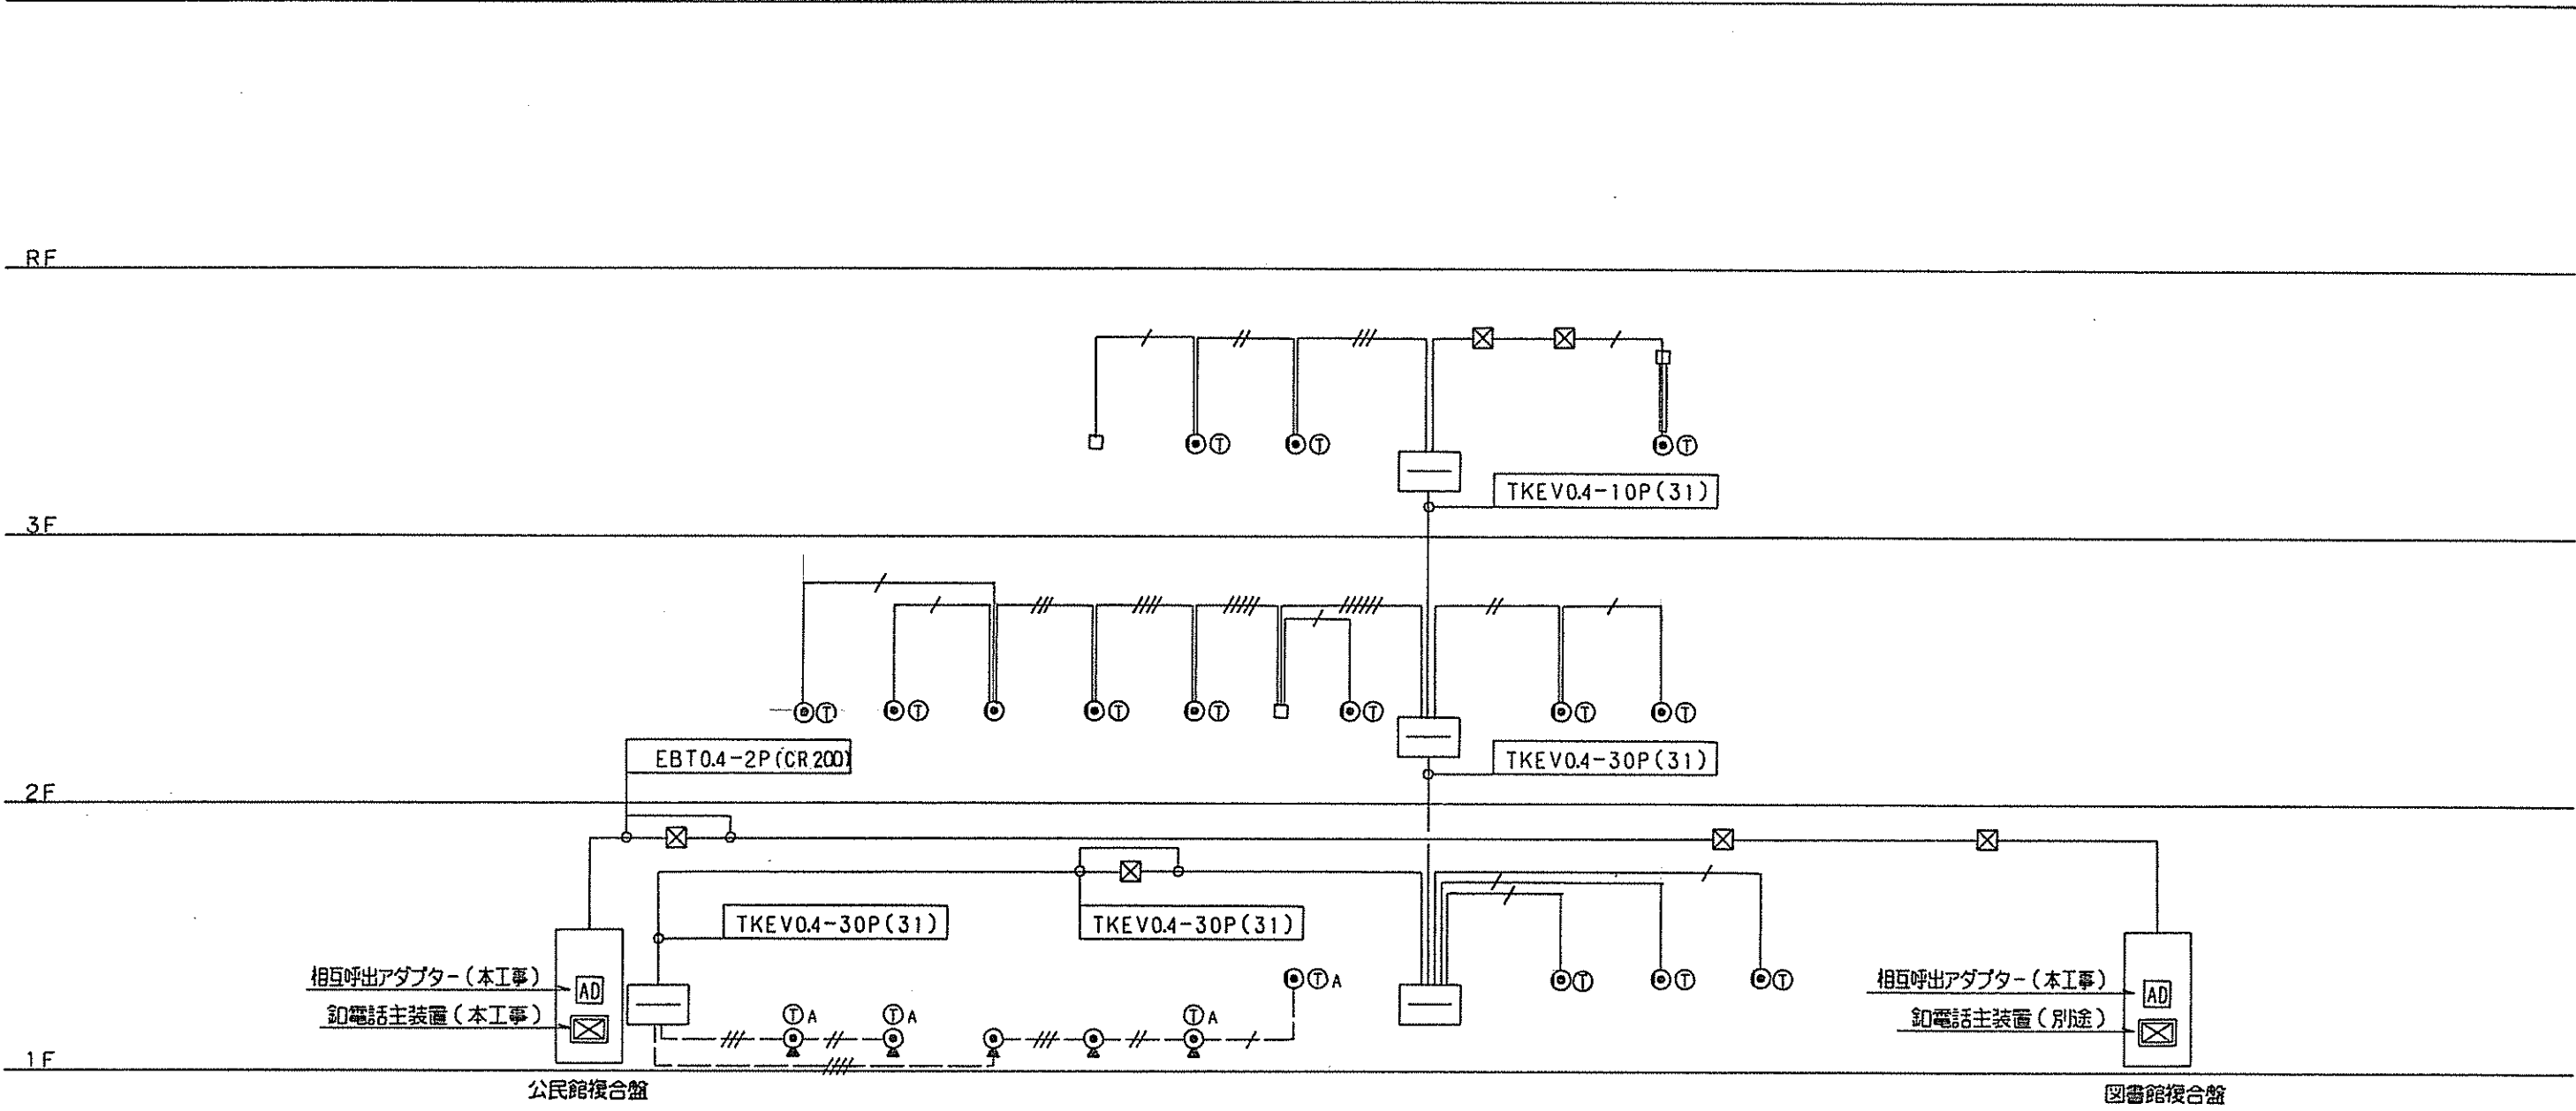 RF
TKEV0.4-10P(31)
Ⓣ Ⓣ Ⓣ
3F
Ⓣ Ⓣ Ⓣ Ⓣ Ⓣ Ⓣ Ⓣ
EBT0.4-2P(CR200)
TKEV0.4-30P(31)
2F
TKEV0.4-30P(31)
TKEV0.4-30P(31)
相互呼出アダプター(本工事)
AD
釦電話主装置(本工事)
ⓉA
ⓉA
ⓉA
ⓉA
Ⓣ Ⓣ Ⓣ
相互呼出アダプター(本工事)
AD
釦電話主装置(別途)
1F
公民館複合盤
図書館複合盤